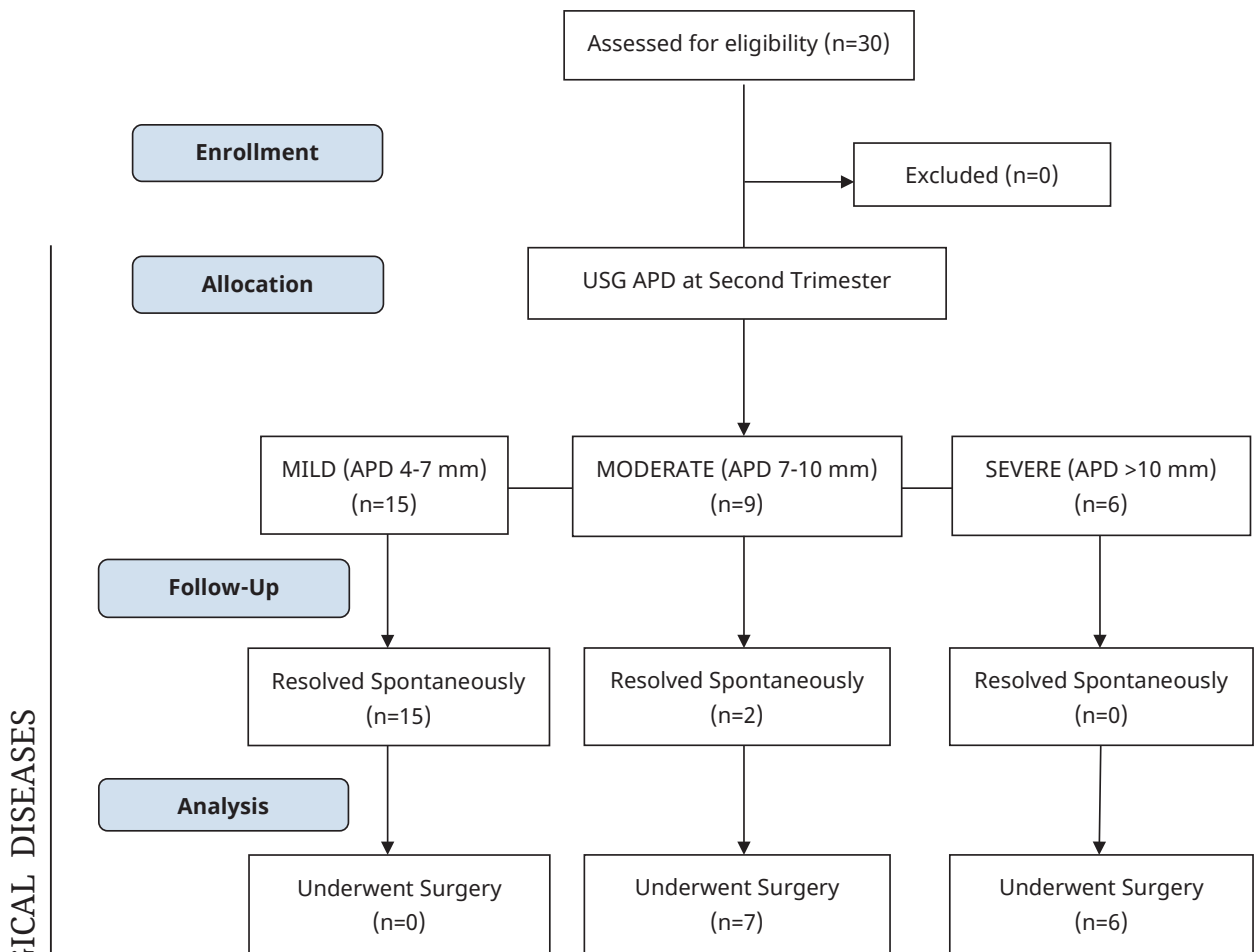 Assessed for eligibility (n=30)
Enrollment
Excluded (n=0)
Allocation
USG APD at Second Trimester
MILD (APD 4-7 mm)
(n=15)
MODERATE (APD 7-10 mm)
(n=9)
SEVERE (APD >10 mm)
(n=6)
Follow-Up
Resolved Spontaneously
(n=15)
Resolved Spontaneously
(n=2)
Resolved Spontaneously
(n=0)
Analysis
Underwent Surgery
(n=0)
Underwent Surgery
(n=7)
Underwent Surgery
(n=6)
DISEASES